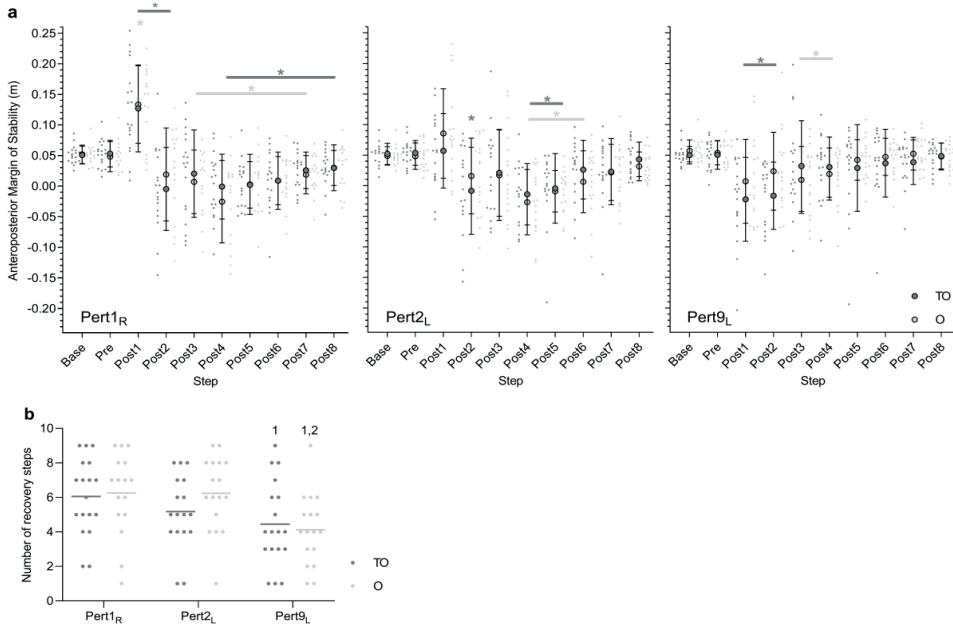 a
*
*
*
*
*
*
*
*
*
Anteroposterior Margin of Stability (m)
0.25
0.20
0.15
0.10
0.05
0.00
-0.05
-0.10
-0.15
-0.20
Pert1R
Pert2L
Pert9L
TO
O
Base Pre Post1 Post2 Post3 Post4 Post5 Post6 Post7 Post8
Base Pre Post1 Post2 Post3 Post4 Post5 Post6 Post7 Post8
Base Pre Post1 Post2 Post3 Post4 Post5 Post6 Post7 Post8
Step
Step
Step
b
Number of recovery steps
10
8
6
4
2
0
1
1,2
TO
O
Pert1R
Pert2L
Pert9L